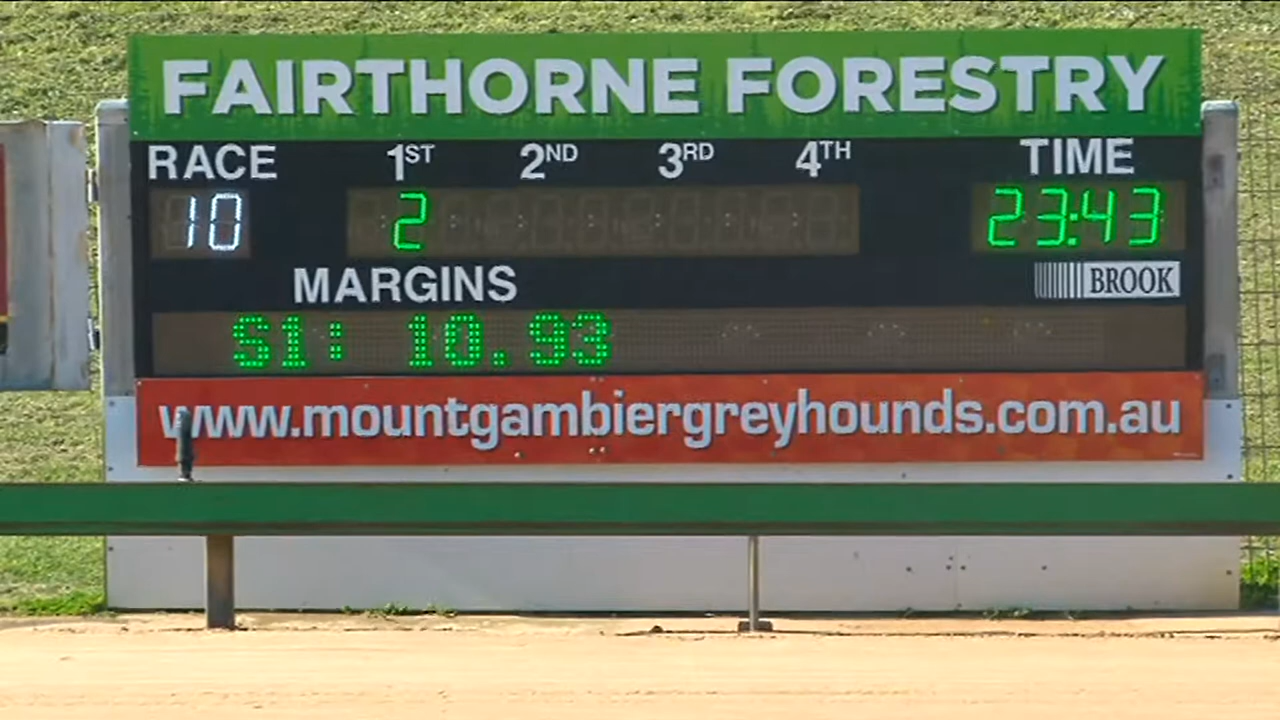 FAIRTHORNE FORESTRY
RACE 1ST 2ND 3RD 4TH TIME
10 2 23:43
MARGINS BROOK
S1: 10.93
www.mountgambiergreyhounds.com.au